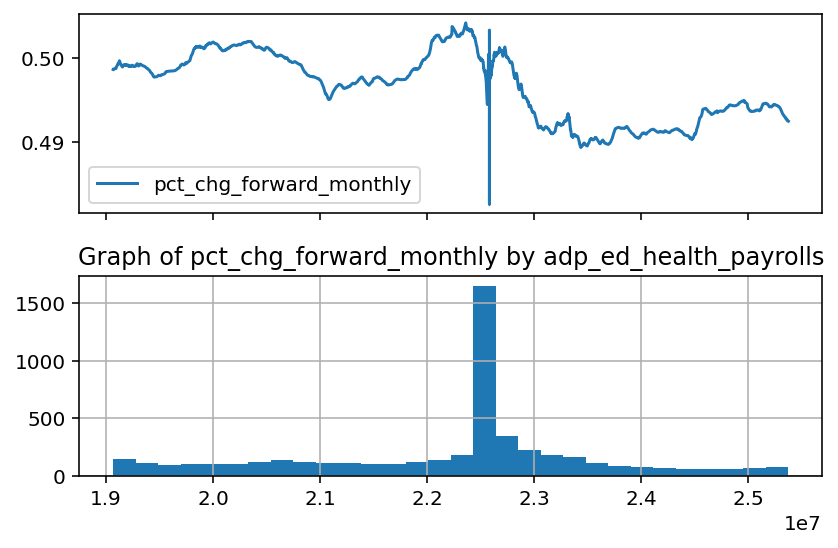 0.50
0.49
pct_chg_forward_monthly
Graph of pct_chg_forward_monthly by adp_ed_health_payrolls
1500
1000
500
0
1.9 2.0 2.1 2.2 2.3 2.4 2.5
1e7